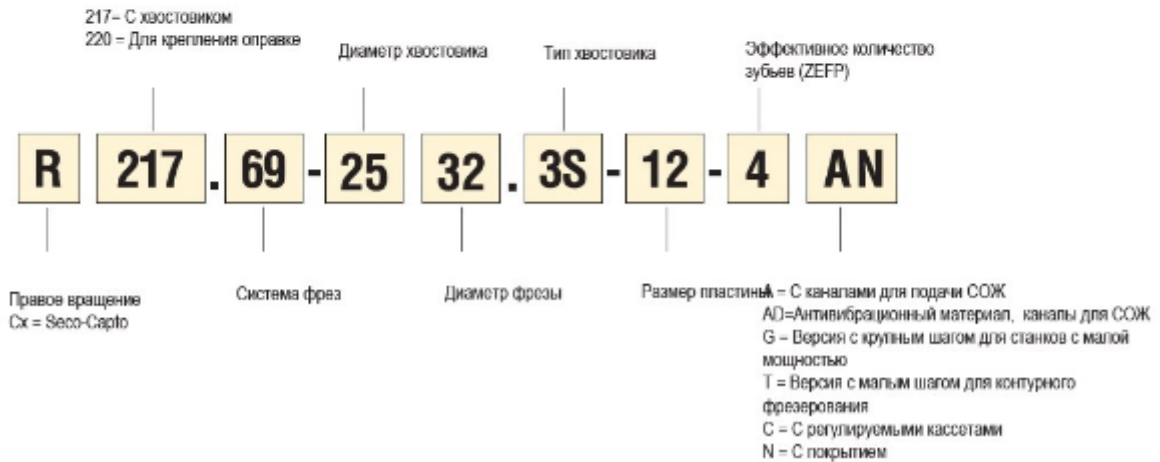 217– С хвостовиком
220 = Для крепления оправке
Диаметр хвостовика
Тип хвостовика
Эффективное количество
зубьев (ZEFP)
R 217 . 69 - 25 32 . 3S - 12 - 4 AN
Правое вращение
Cx = Seco-Capto
Система фрез
Диаметр фрезы
Размер пластины
A = С каналами для подачи СОЖ
AD=Антивибрационный материал, каналы для СОЖ
G – Версия с крупным шагом для станков с малой
мощностью
T = Версия с малым шагом для контурного
фрезерования
C = С регулируемыми кассетами
N = С покрытием